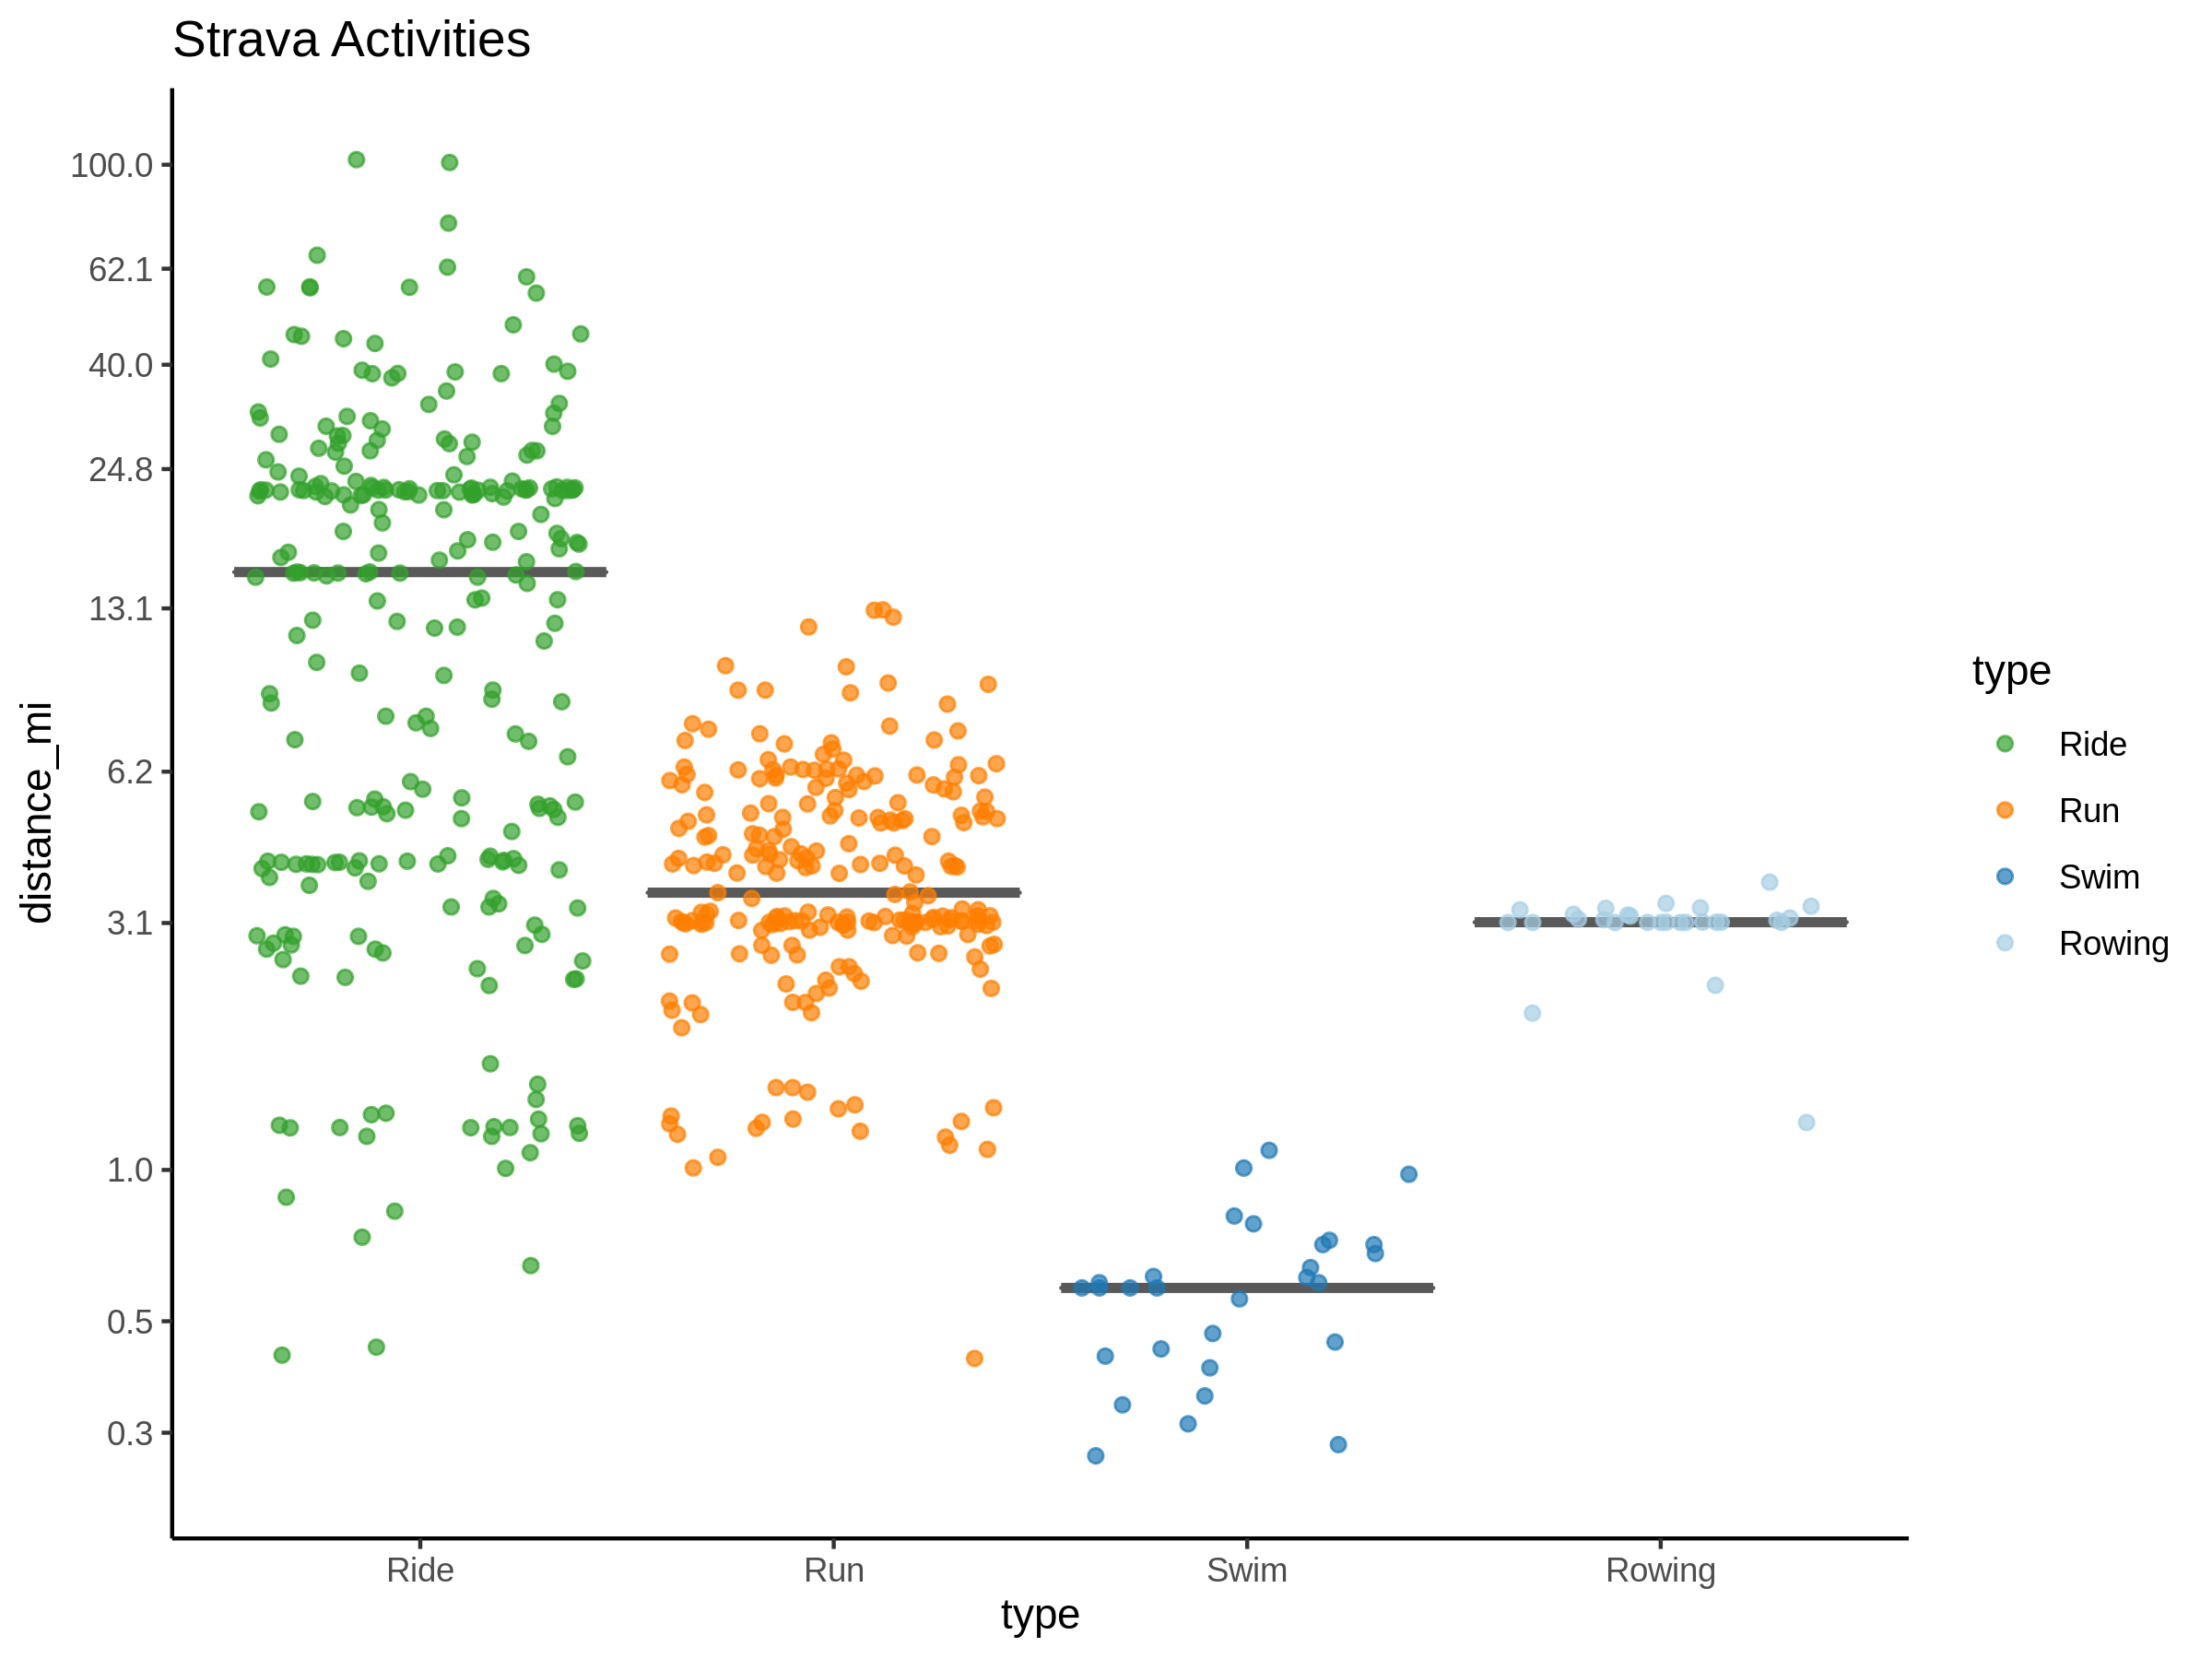 Strava Activities
distance_mi
100.0
62.1
40.0
24.8
13.1
6.2
3.1
1.0
0.5
0.3
Ride
Run
Swim
Rowing
type
type
Ride
Run
Swim
Rowing